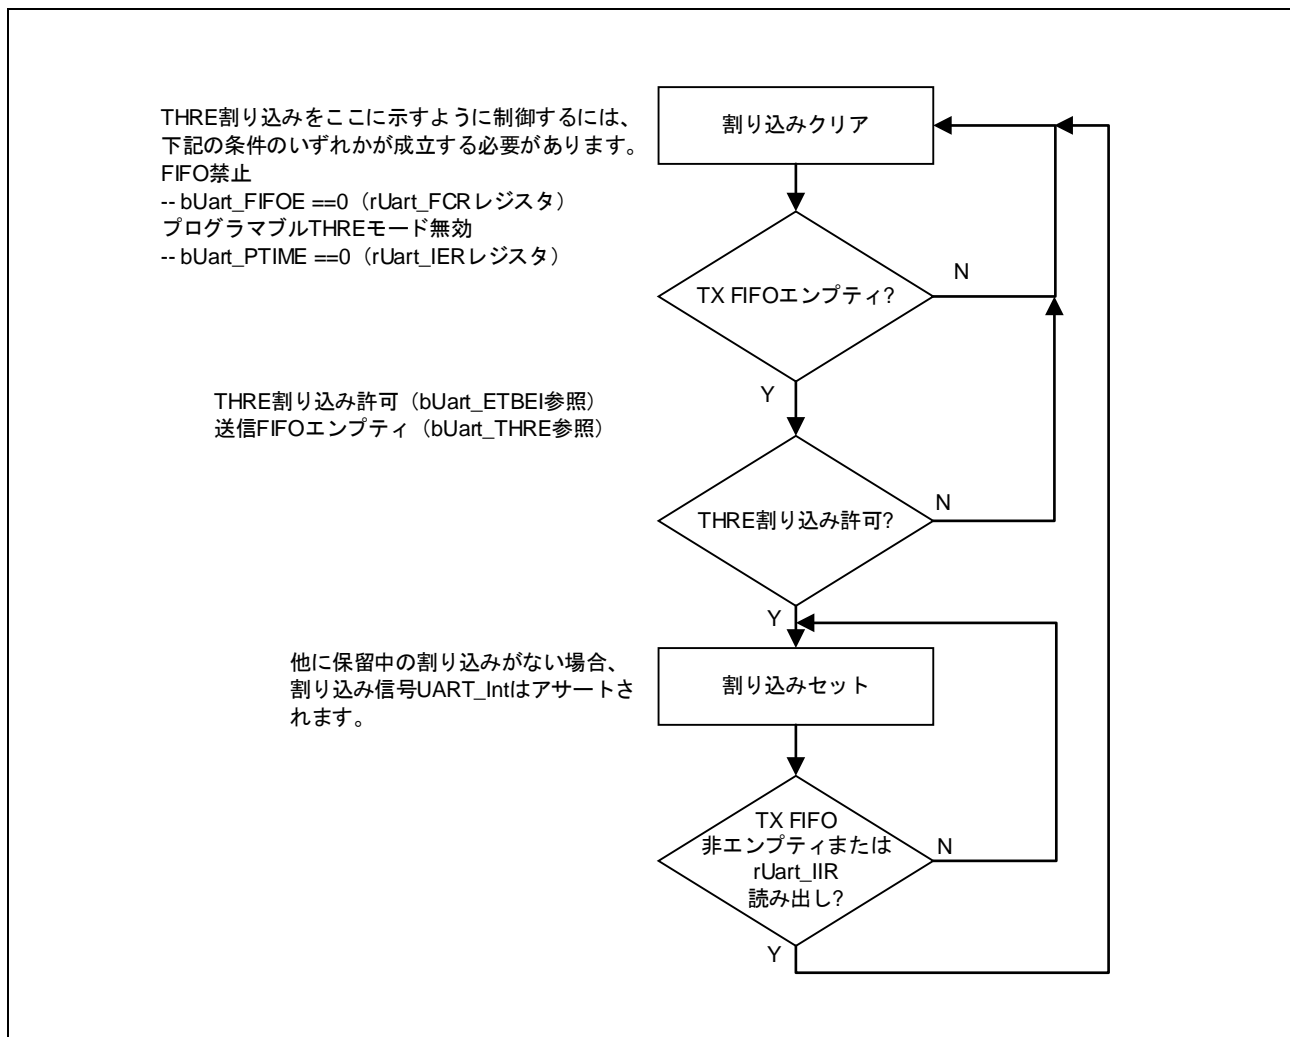 THRE割り込みをここに示すように制御するには、
下記の条件のいずれかが成立する必要があります。
FIFO禁止
-- bUart_FIFOE ==0（rUart_FCRレジスタ）
プログラマブルTHREモード無効
-- bUart_PTIME ==0（rUart_IERレジスタ）
割り込みクリア
TX FIFOエンプティ?
N
Y
THRE割り込み許可（bUart_ETBEI参照）
送信FIFOエンプティ（bUart_THRE参照）
THRE割り込み許可?
N
Y
他に保留中の割り込みがない場合、
割り込み信号UART_Intはアサートさ
れます。
割り込みセット
TX FIFO
非エンプティまたは
rUart_IIR
読み出し?
N
Y